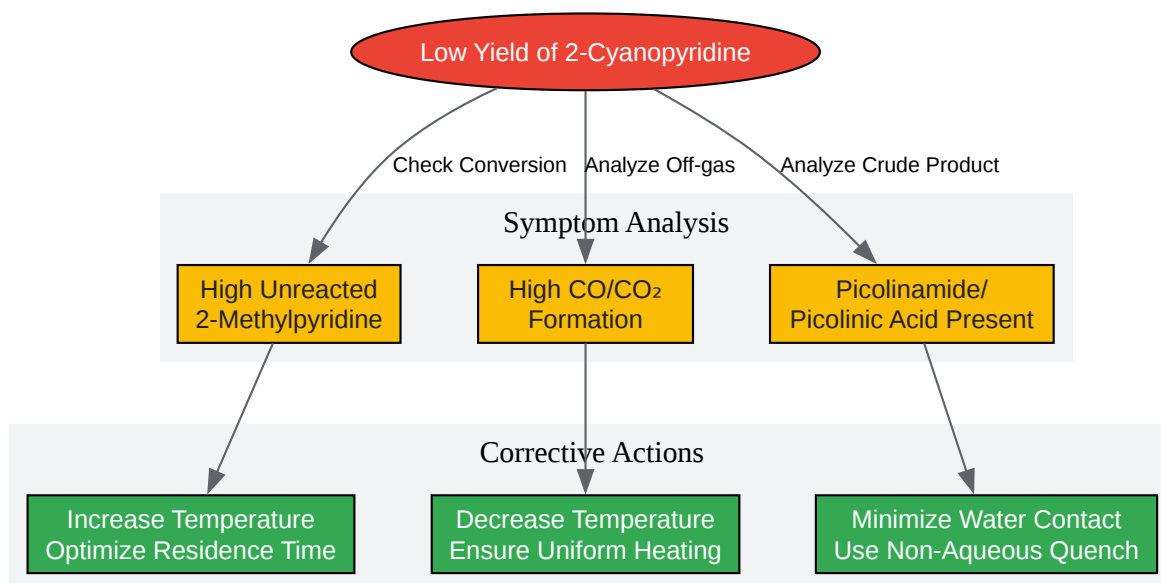 Low Yield of 2-Cyanopyridine
Check Conversion
Analyze Off-gas
Analyze Crude Product
Symptom Analysis
High Unreacted
2-Methylpyridine
High CO/CO₂
Formation
Picolinamide/
Picolinic Acid Present
Corrective Actions
Increase Temperature
Optimize Residence Time
Decrease Temperature
Ensure Uniform Heating
Minimize Water Contact
Use Non-Aqueous Quench